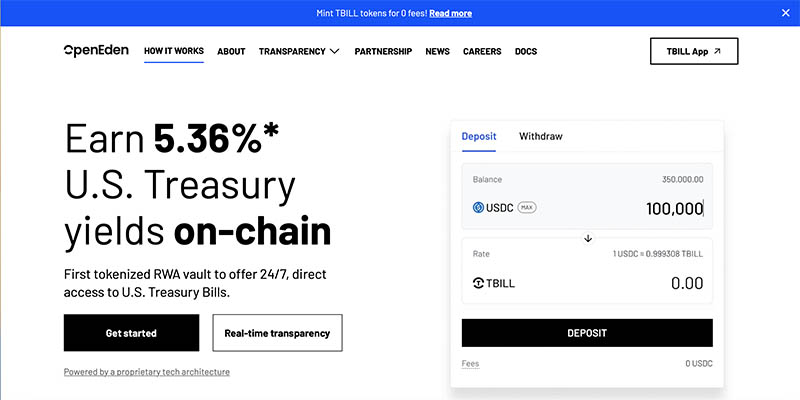 Mint TBILL tokens for 0 fees! Read more
OpenEden
HOW IT WORKS
ABOUT
TRANSPARENCY
PARTNERSHIP
NEWS
CAREERS
DOCS
TBILL App
Earn 5.36%*
U.S. Treasury
yields on-chain
First tokenized RWA vault to offer 24/7, direct
access to U.S. Treasury Bills.
Get started
Real-time transparency
Powered by a proprietary tech architecture
Deposit
Withdraw
Balance
350.000.00
USDC
MAX
100,000
Rate
1 USDC = 0.999308 TBILL
TBILL
0.00
DEPOSIT
Fees
0 USDC